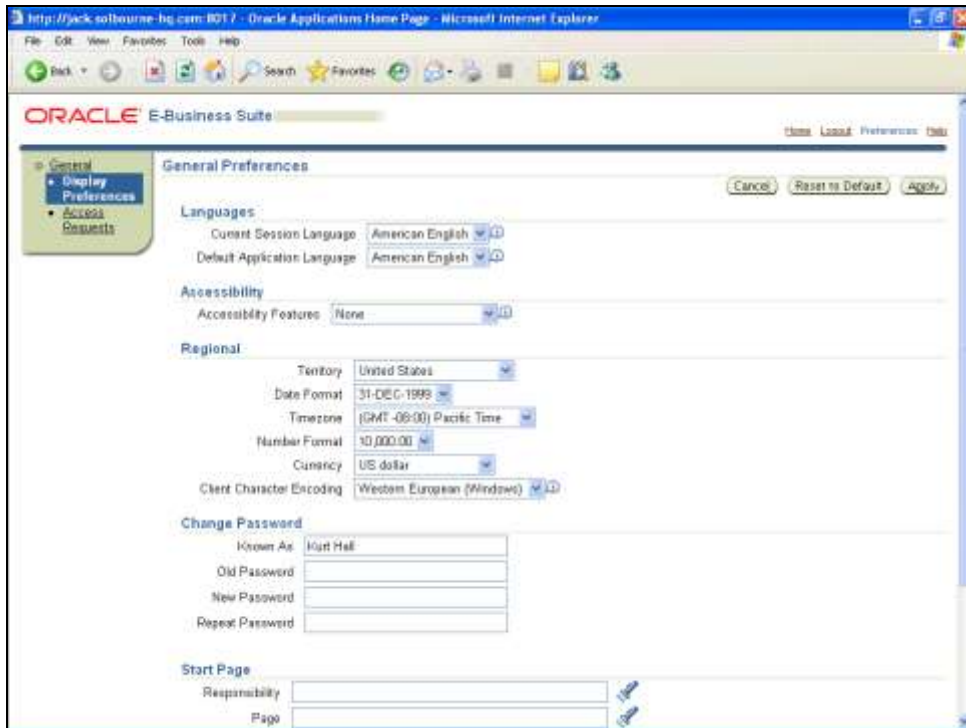 http://jack.solbourne-hq.com:8017 - Oracle Applications Home Page - Microsoft Internet Explorer
File Edit View Favorites Tools Help
Back Search Favorites
ORACLE E-Business Suite
Home Logout Preferences Help
General
Display Preferences
Access Requests
General Preferences
Cancel Reset to Default Apply
Languages
Current Session Language American English
Default Application Language American English
Accessibility
Accessibility Features None
Regional
Territory United States
Date Format 31-DEC-1999
Timezone (GMT -08:00) Pacific Time
Number Format 10,000.00
Currency US dollar
Client Character Encoding Western European (Windows)
Change Password
Known As Kurt Hall
Old Password
New Password
Repeat Password
Start Page
Responsibility
Page